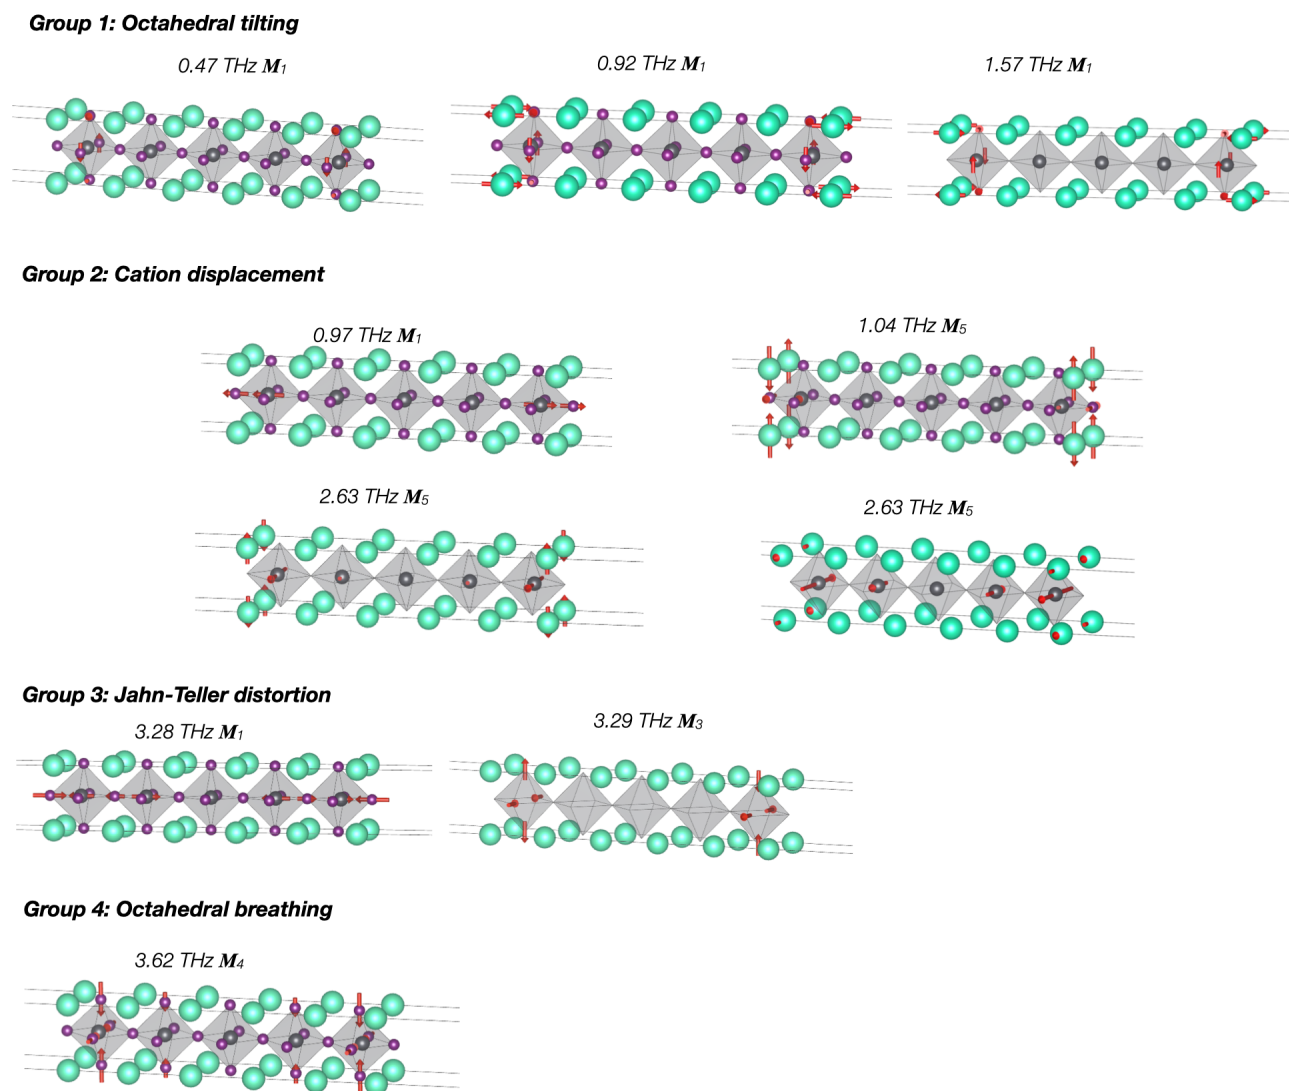 Group 1: Octahedral tilting
0.47 THz M1
0.92 THz M1
1.57 THz M1
Group 2: Cation displacement
0.97 THz M1
1.04 THz M5
2.63 THz M5
2.63 THz M5
Group 3: Jahn-Teller distortion
3.28 THz M1
3.29 THz M3
Group 4: Octahedral breathing
3.62 THz M4